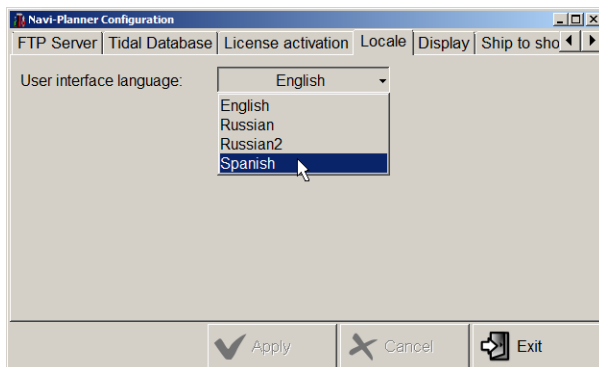 Navi-Planner Configuration
FTP Server Tidal Database License activation Locale Display Ship to sho
User interface language: English
English
Russian
Russian2
Spanish
Apply Cancel Exit